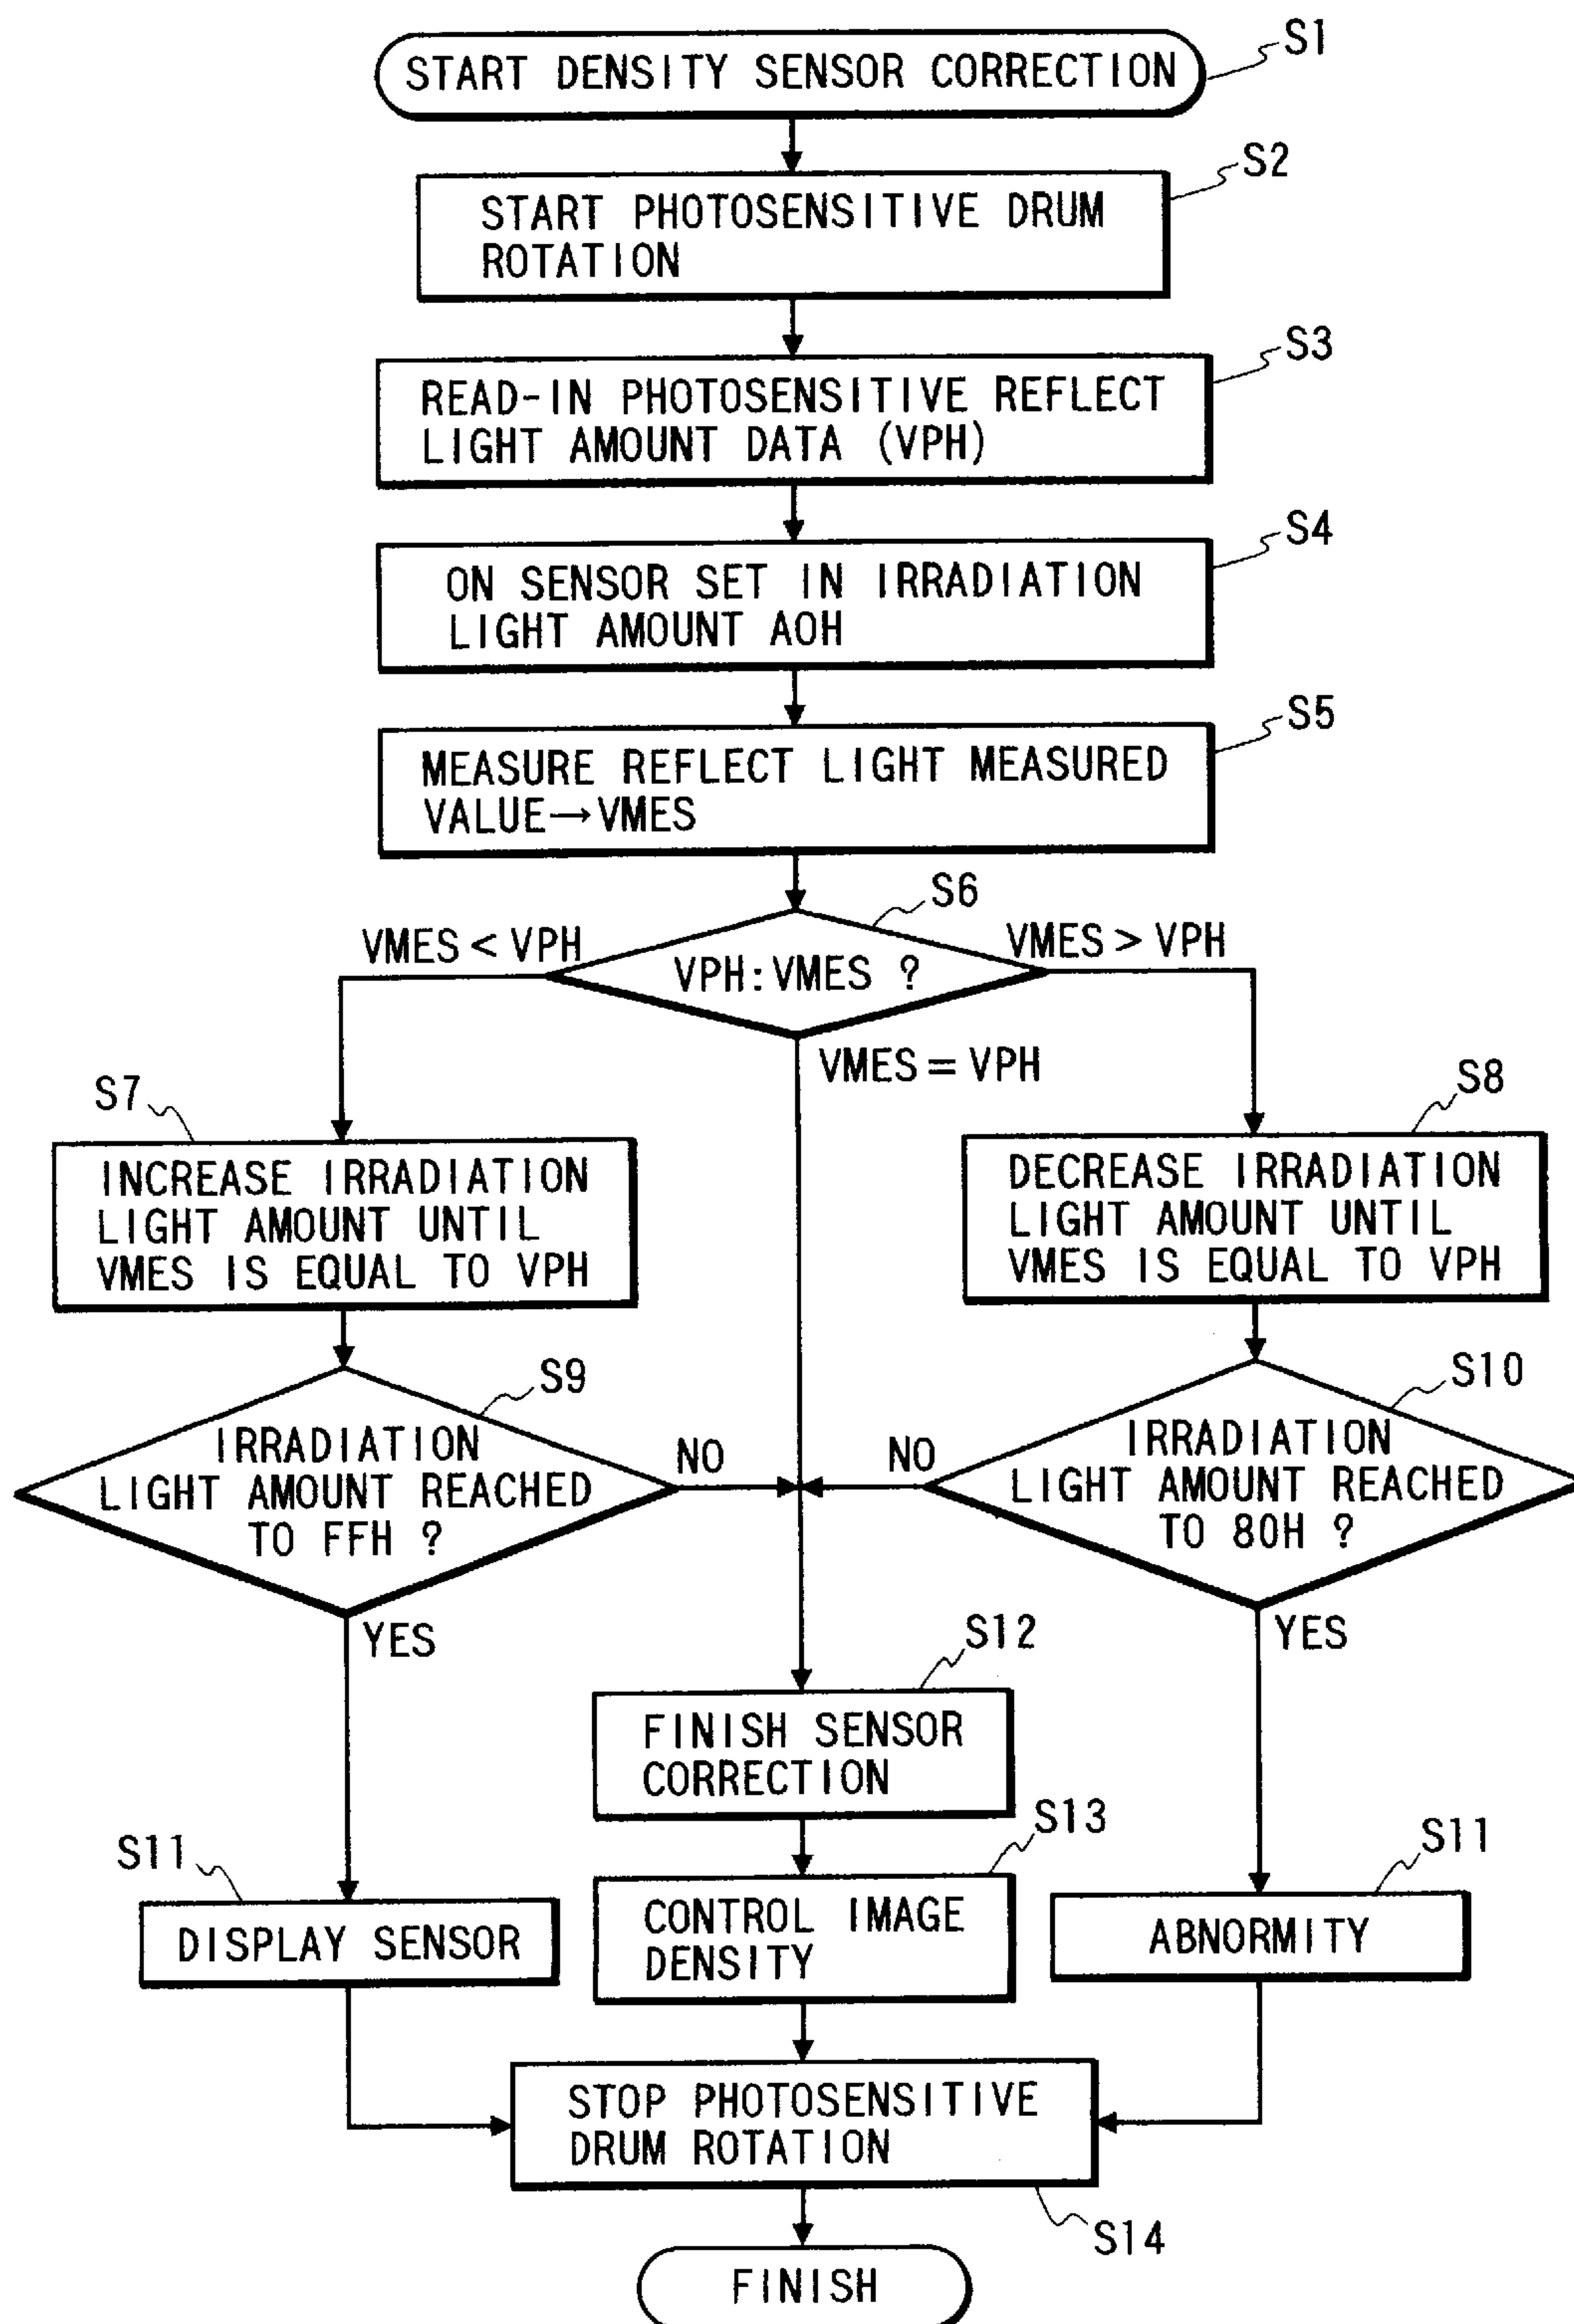 START DENSITY SENSOR CORRECTION
S1
S2
START PHOTOSENSITIVE DRUM
ROTATION
S3
READ-IN PHOTOSENSITIVE REFLECT
LIGHT AMOUNT DATA (VPH)
S4
ON SENSOR SET IN IRRADIATION
LIGHT AMOUNT A0H
S5
MEASURE REFLECT LIGHT MEASURED
VALUE→VMES
S6
VMES < VPH
VPH:VMES ?
VMES > VPH
VMES = VPH
S7
INCREASE IRRADIATION
LIGHT AMOUNT UNTIL
VMES IS EQUAL TO VPH
S8
DECREASE IRRADIATION
LIGHT AMOUNT UNTIL
VMES IS EQUAL TO VPH
S9
IRRADIATION
LIGHT AMOUNT REACHED
TO FFH ?
NO
YES
S10
IRRADIATION
LIGHT AMOUNT REACHED
TO 80H ?
NO
YES
S12
FINISH SENSOR
CORRECTION
S11
DISPLAY SENSOR
S13
CONTROL IMAGE
DENSITY
S11
ABNORMITY
STOP PHOTOSENSITIVE
DRUM ROTATION
S14
FINISH